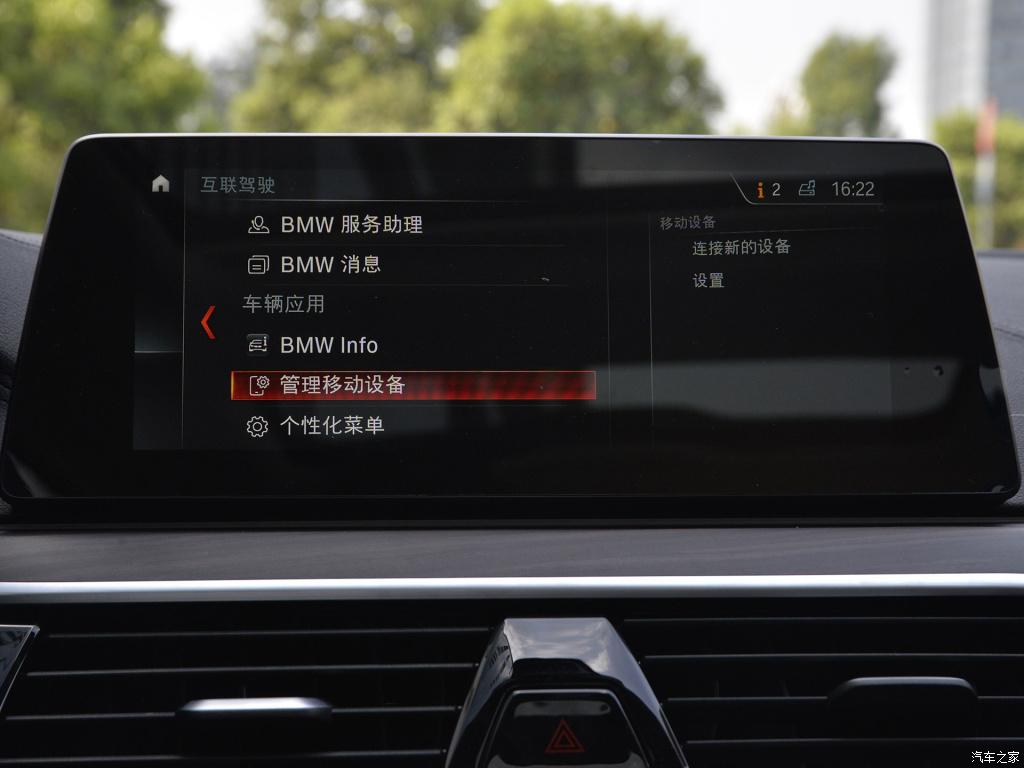 互联驾驶
i 2 16:22
BMW 服务助理
BMW 消息
车辆应用
BMW Info
管理移动设备
个性化菜单
移动设备
连接新的设备
设置
汽车之家